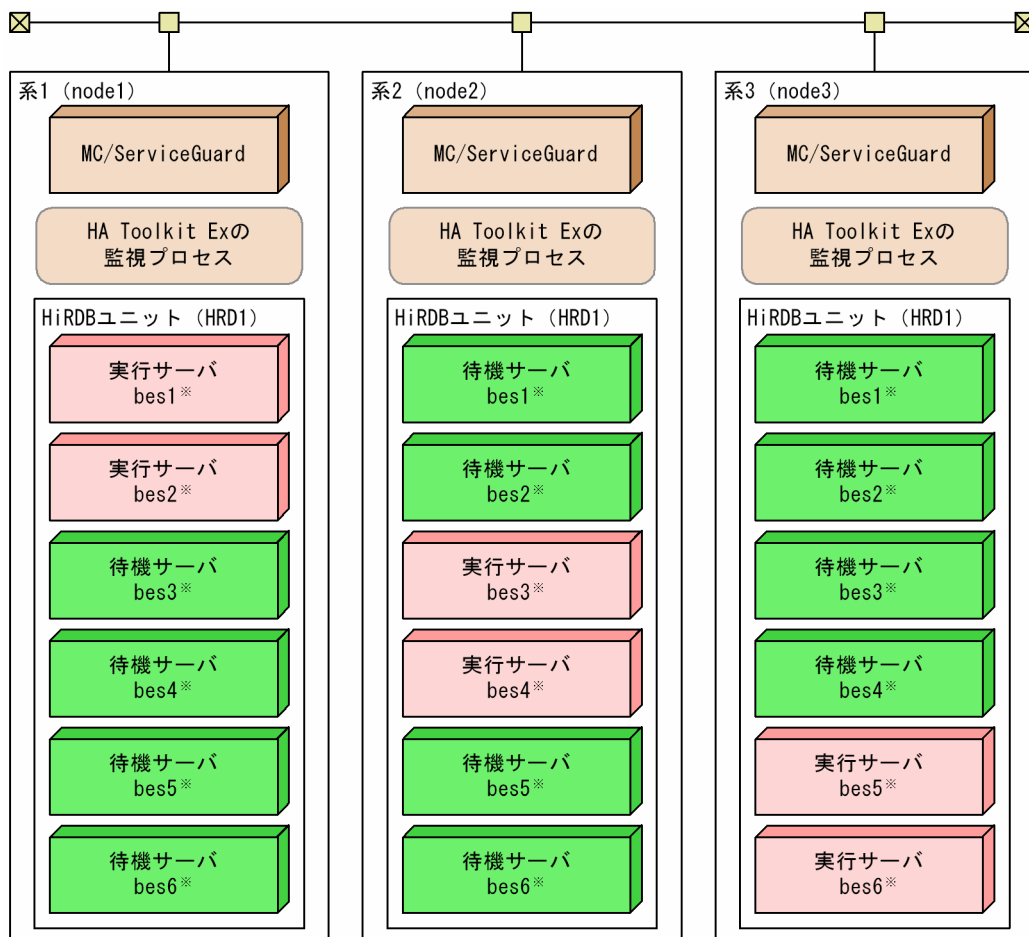 系1(node1)
MC/ServiceGuard
HA Toolkit Exの
監視プロセス
HiRDBユニット(HRD1)
実行サーバ
bes1※
実行サーバ
bes2※
待機サーバ
bes3※
待機サーバ
bes4※
待機サーバ
bes5※
待機サーバ
bes6※
系2(node2)
MC/ServiceGuard
HA Toolkit Exの
監視プロセス
HiRDBユニット(HRD1)
待機サーバ
bes1※
待機サーバ
bes2※
実行サーバ
bes3※
実行サーバ
bes4※
待機サーバ
bes5※
待機サーバ
bes6※
系3(node3)
MC/ServiceGuard
HA Toolkit Exの
監視プロセス
HiRDBユニット(HRD1)
待機サーバ
bes1※
待機サーバ
bes2※
待機サーバ
bes3※
待機サーバ
bes4※
実行サーバ
bes5※
実行サーバ
bes6※